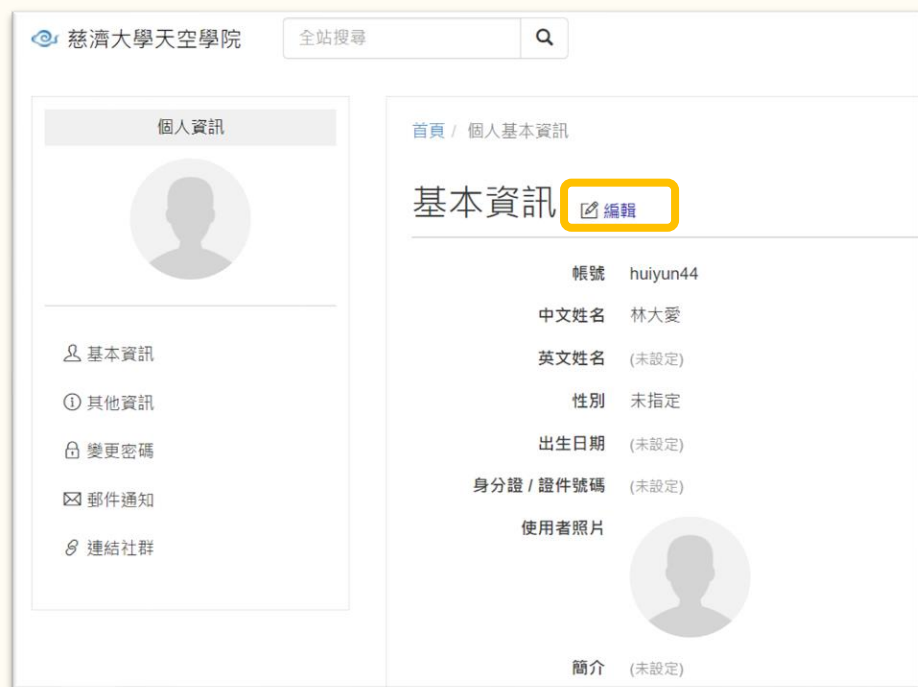 慈濟大學天空學院
全站搜尋
個人資訊
基本資訊
其他資訊
變更密碼
郵件通知
連結社群
首頁 / 個人基本資訊
基本資訊 編輯
帳號 huiyun44
中文姓名 林大愛
英文姓名 (未設定)
性別 未指定
出生日期 (未設定)
身分證 / 證件號碼 (未設定)
使用者照片
簡介 (未設定)